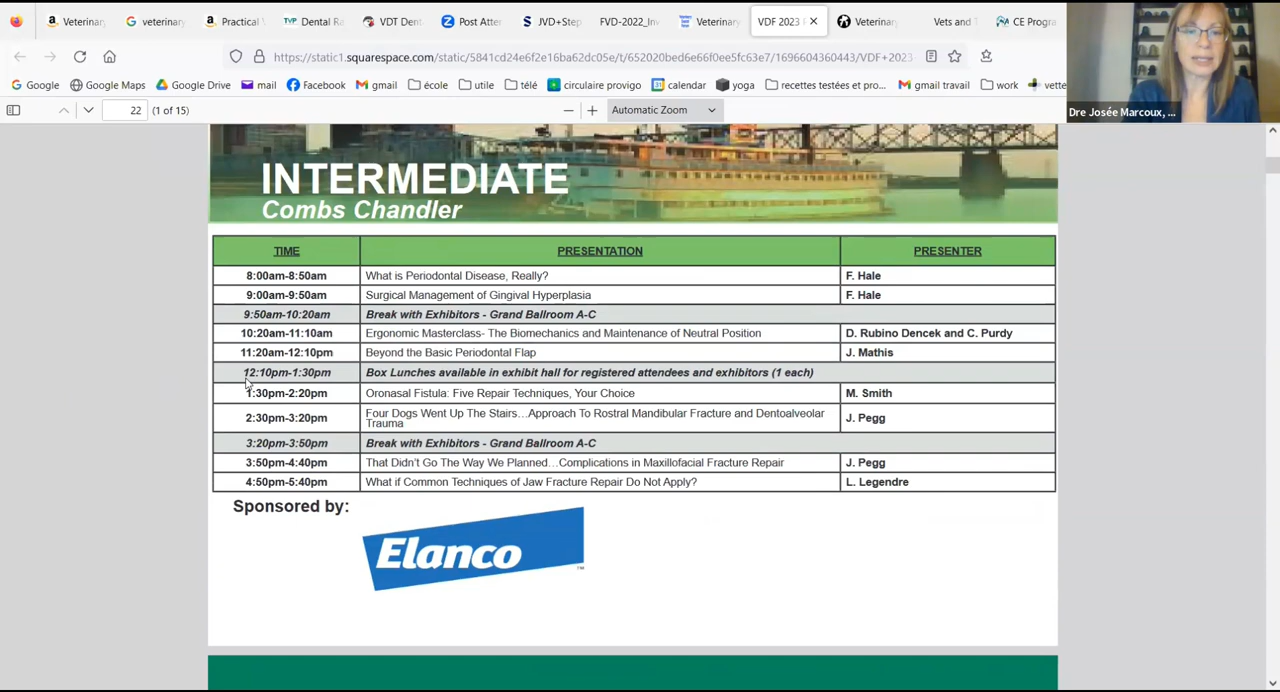 Veterinary
veterinary
Practical
Dental Ra
VDT Dent
Post Atter
JVD+Step
FVD-2022_Inv
Veterinary
VDF 2023
Veterinary
Vets and
CE Progra
https://static1.squarespace.com/static/5841cd24e6f2e16ba62dc05e/t/652020bed6e66f0ee5fc63e7/1696604360443/VDF+2023-
Google
Google Maps
Google Drive
mail
Facebook
gmail
école
utile
télé
circulaire provigo
calendar
yoga
recettes testées et pro...
gmail travail
work
vette
Dre Josée Marcoux, ...
22 (1 of 15)
Automatic Zoom
INTERMEDIATE
Combs Chandler
TIME PRESENTATION PRESENTER
8:00am-8:50am What is Periodontal Disease, Really? F. Hale
9:00am-9:50am Surgical Management of Gingival Hyperplasia F. Hale
9:50am-10:20am Break with Exhibitors - Grand Ballroom A-C
10:20am-11:10am Ergonomic Masterclass- The Biomechanics and Maintenance of Neutral Position D. Rubino Dencek and C. Purdy
11:20am-12:10pm Beyond the Basic Periodontal Flap J. Mathis
12:10pm-1:30pm Box Lunches available in exhibit hall for registered attendees and exhibitors (1 each)
1:30pm-2:20pm Oronasal Fistula: Five Repair Techniques, Your Choice M. Smith
2:30pm-3:20pm Four Dogs Went Up The Stairs…Approach To Rostral Mandibular Fracture and Dentoalveolar
Trauma J. Pegg
3:20pm-3:50pm Break with Exhibitors - Grand Ballroom A-C
3:50pm-4:40pm That Didn't Go The Way We Planned…Complications in Maxillofacial Fracture Repair J. Pegg
4:50pm-5:40pm What if Common Techniques of Jaw Fracture Repair Do Not Apply? L. Legendre
Sponsored by:
Elanco
TM